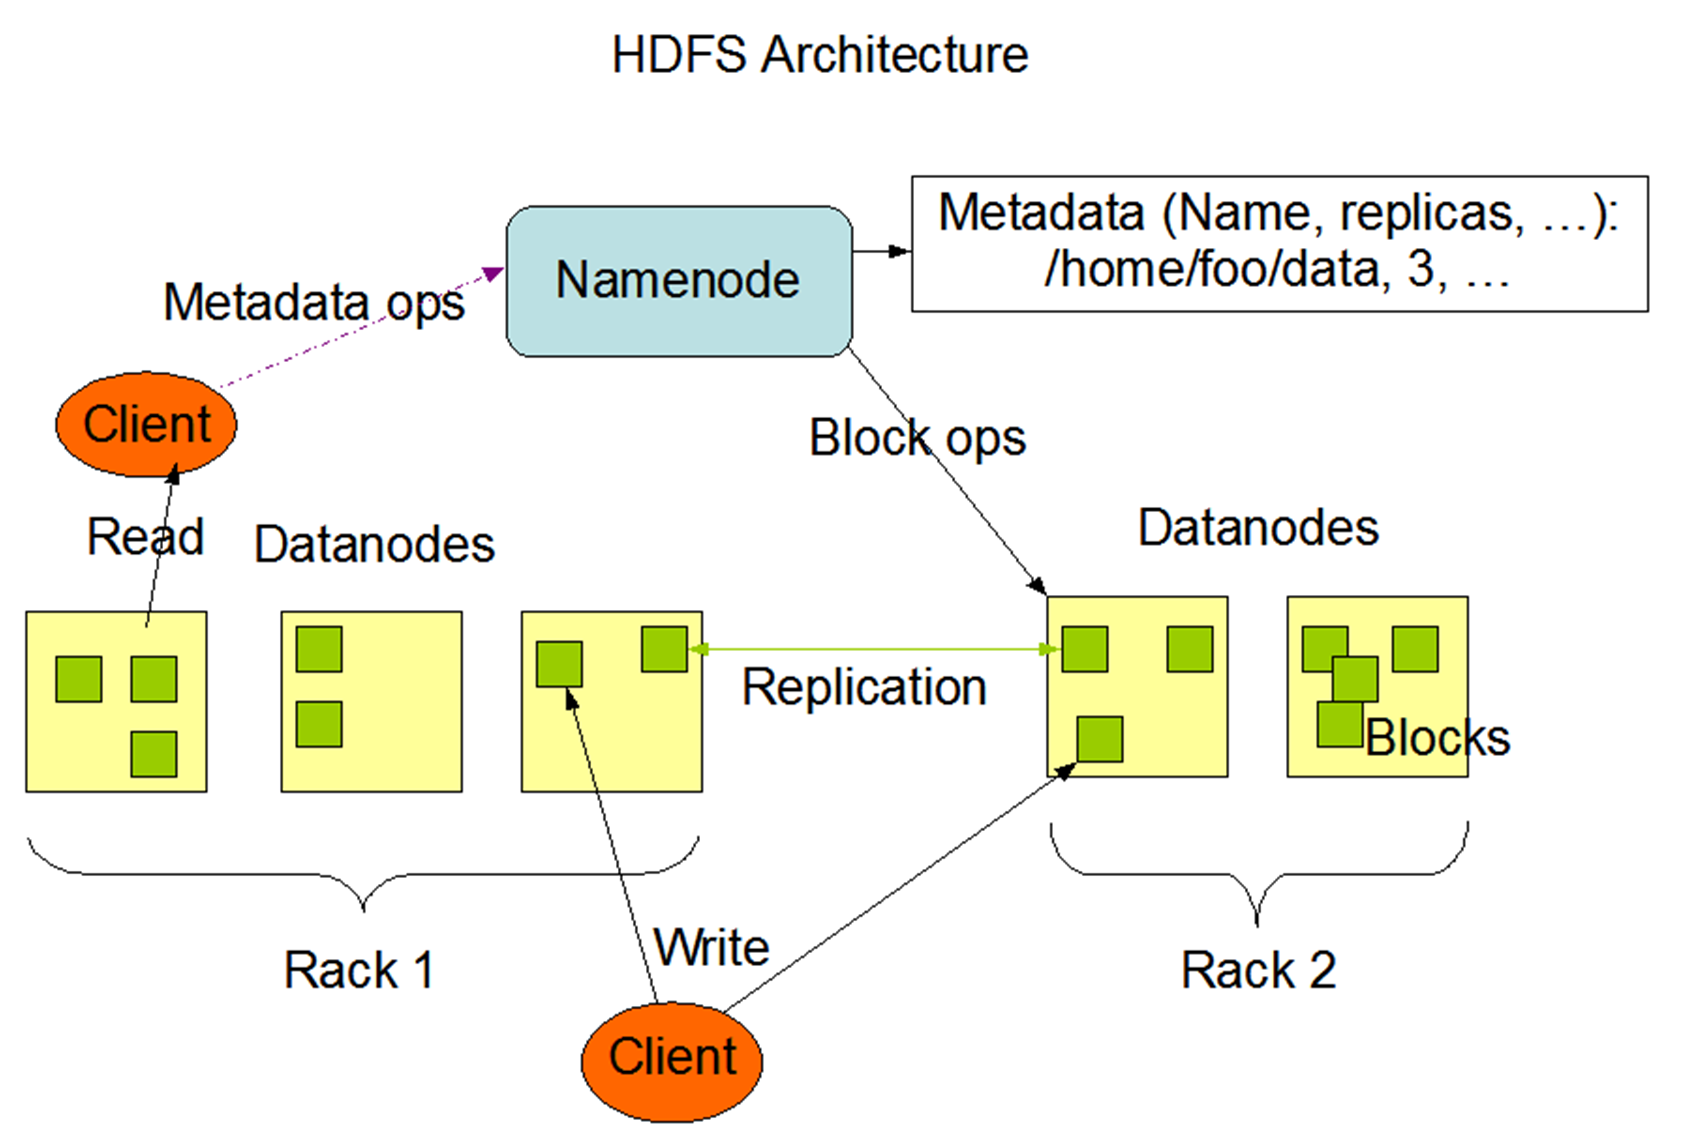 HDFS Architecture
Metadata (Name, replicas, …):
/home/foo/data, 3, …
Namenode
Metadata ops
Client
Block ops
Read
Datanodes
Datanodes
Replication
Blocks
Write
Rack 1
Rack 2
Client